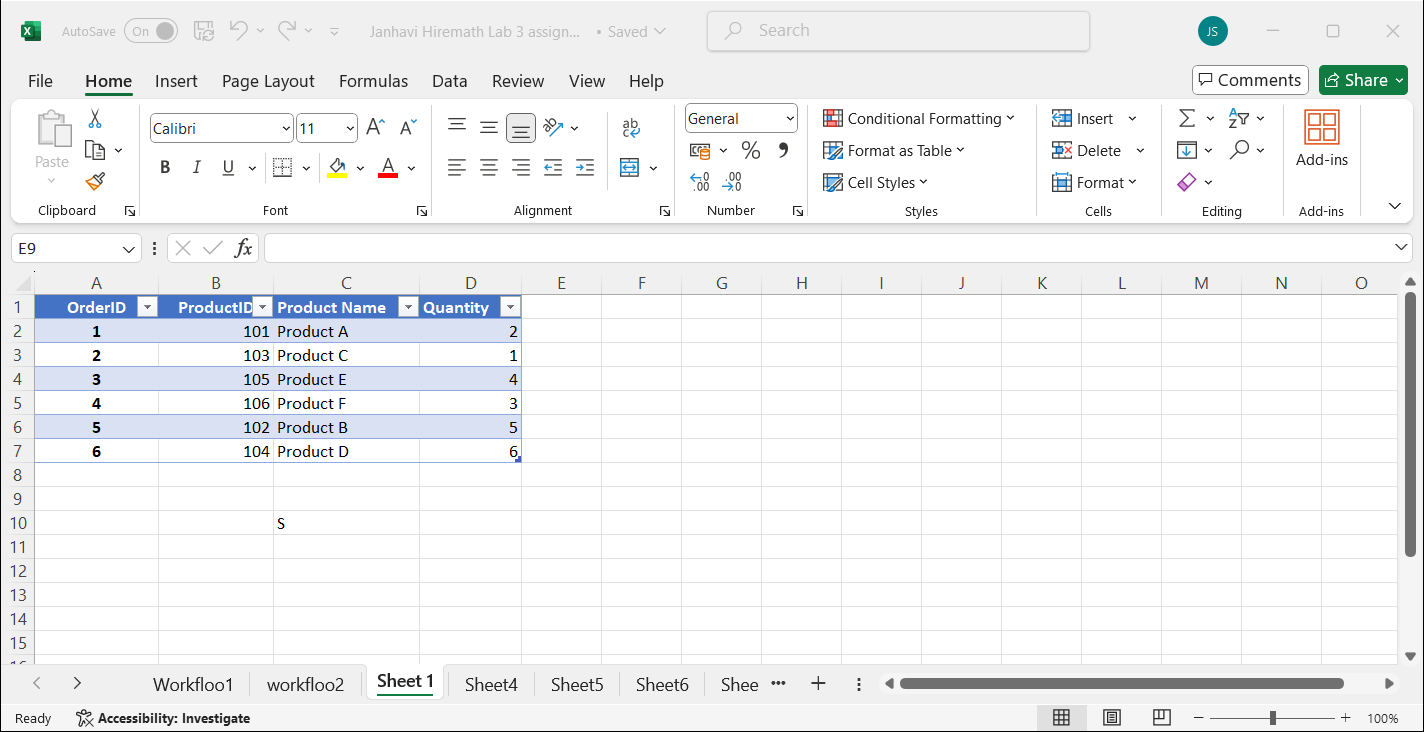 AutoSave On Janhavi Hiremath Lab 3 assign... • Saved Search JS
File Home Insert Page Layout Formulas Data Review View Help Comments Share
Calibri 11 General Conditional Formatting Insert
Paste B I U A Format as Table Delete Add-ins
Cell Styles Format
Clipboard Font Alignment Number Styles Cells Editing Add-ins
E9 fx
A B C D E F G H I J K L M N O
1 OrderID ProductID Product Name Quantity
2 1 101 Product A 2
3 2 103 Product C 1
4 3 105 Product E 4
5 4 106 Product F 3
6 5 102 Product B 5
7 6 104 Product D 6
8
9
10 S
11
12
13
14
15
Workfloo1 workfloo2 Sheet 1 Sheet4 Sheet5 Sheet6 Shee ...
Ready Accessibility: Investigate 100%